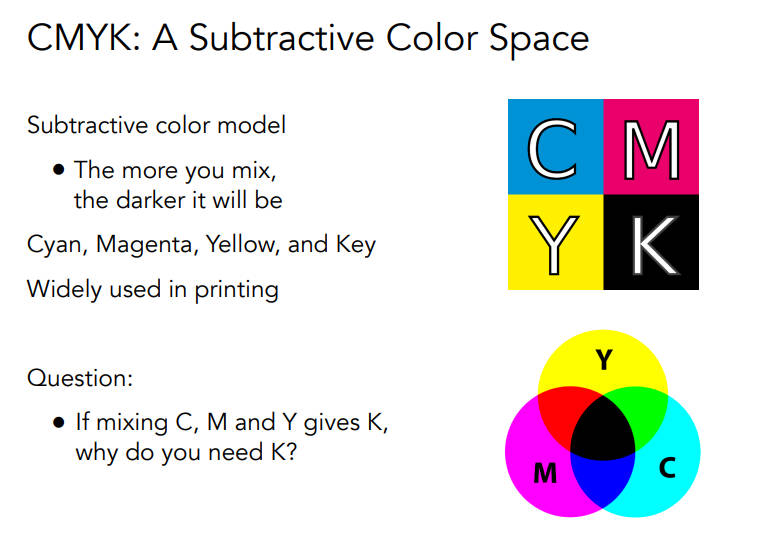 CMYK: A Subtractive Color Space
Subtractive color model
• The more you mix,
the darker it will be
Cyan, Magenta, Yellow, and Key
Widely used in printing
Question:
• If mixing C, M and Y gives K,
why do you need K?
C M
Y K
Y
M C